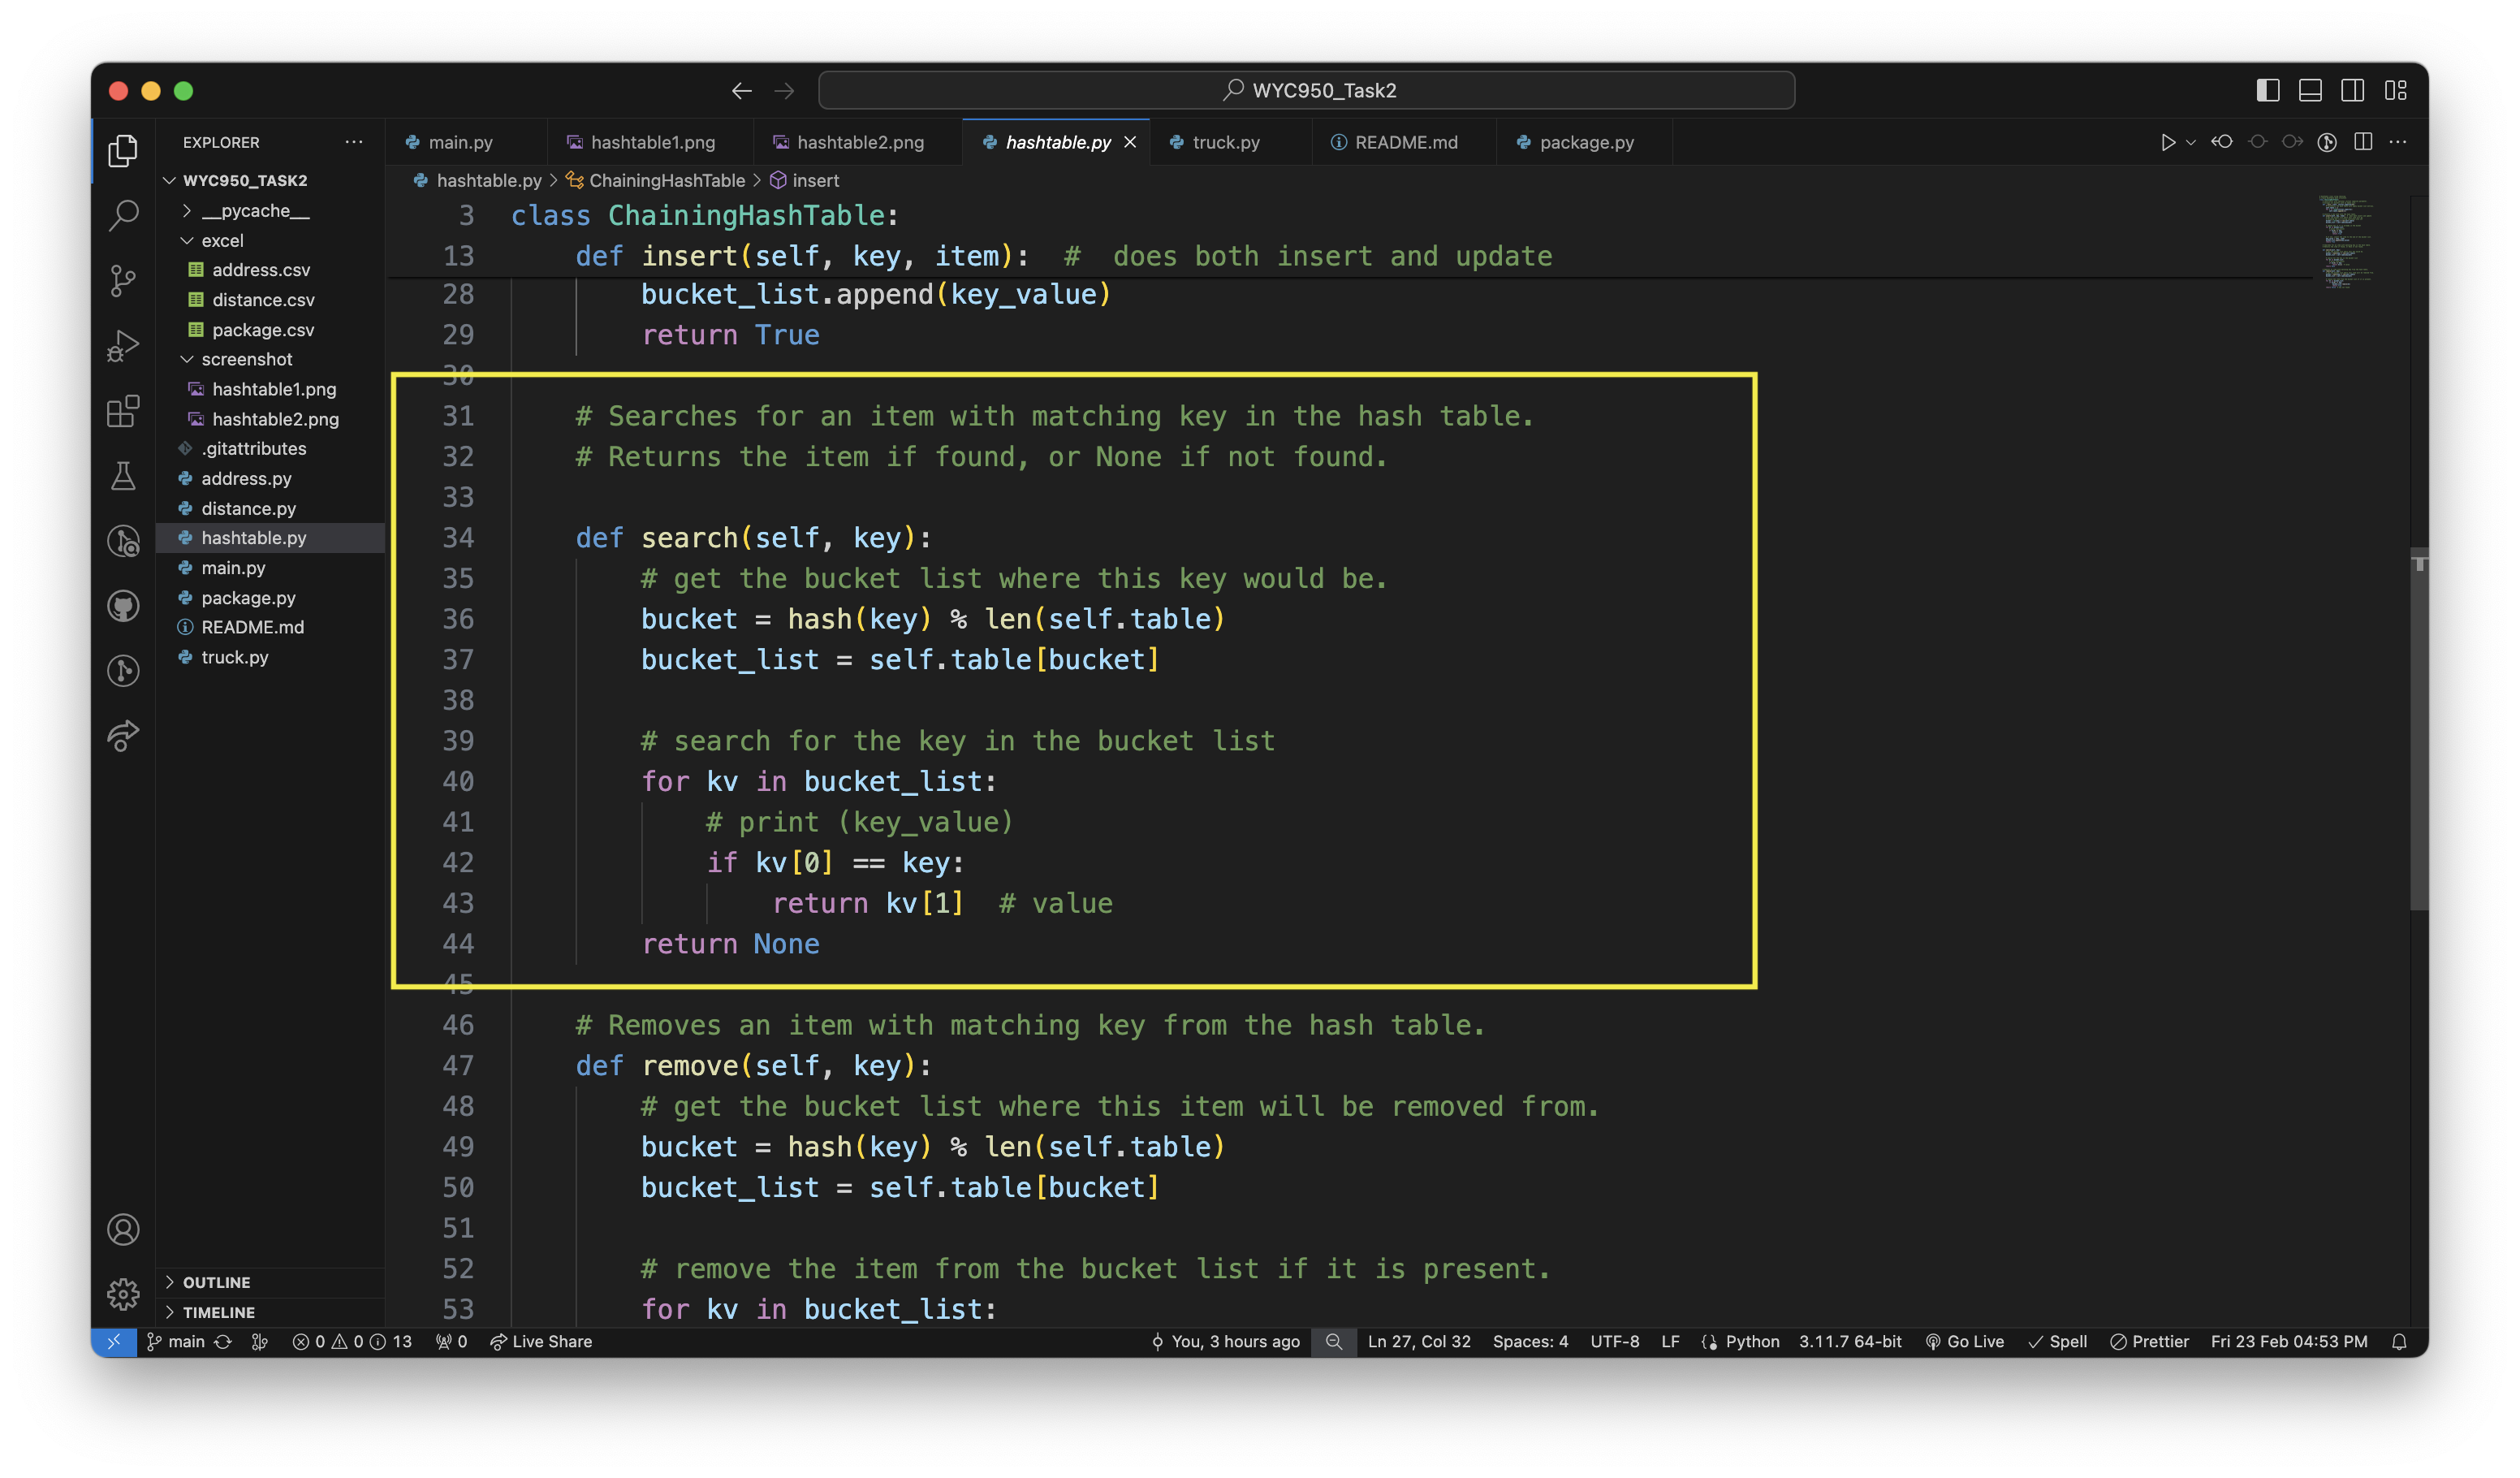 WYC950_Task2
EXPLORER
main.py
hashtable1.png
hashtable2.png
hashtable.py
truck.py
README.md
package.py
WYC950_TASK2
__pycache__
excel
address.csv
distance.csv
package.csv
screenshot
hashtable1.png
hashtable2.png
.gitattributes
address.py
distance.py
hashtable.py
main.py
package.py
README.md
truck.py
OUTLINE
TIMELINE
hashtable.py > ChainingHashTable > insert
3 class ChainingHashTable:
13 def insert(self, key, item): #  does both insert and update
28 bucket_list.append(key_value)
29 return True
30
31 # Searches for an item with matching key in the hash table.
32 # Returns the item if found, or None if not found.
33
34 def search(self, key):
35 # get the bucket list where this key would be.
36 bucket = hash(key) % len(self.table)
37 bucket_list = self.table[bucket]
38
39 # search for the key in the bucket list
40 for kv in bucket_list:
41 # print (key_value)
42 if kv[0] == key:
43 return kv[1]  # value
44 return None
45
46 # Removes an item with matching key from the hash table.
47 def remove(self, key):
48 # get the bucket list where this item will be removed from.
49 bucket = hash(key) % len(self.table)
50 bucket_list = self.table[bucket]
51
52 # remove the item from the bucket list if it is present.
53 for kv in bucket_list:
main 0 0 13 0 Live Share You, 3 hours ago Ln 27, Col 32 Spaces: 4 UTF-8 LF Python 3.11.7 64-bit Go Live Spell Prettier Fri 23 Feb 04:53 PM